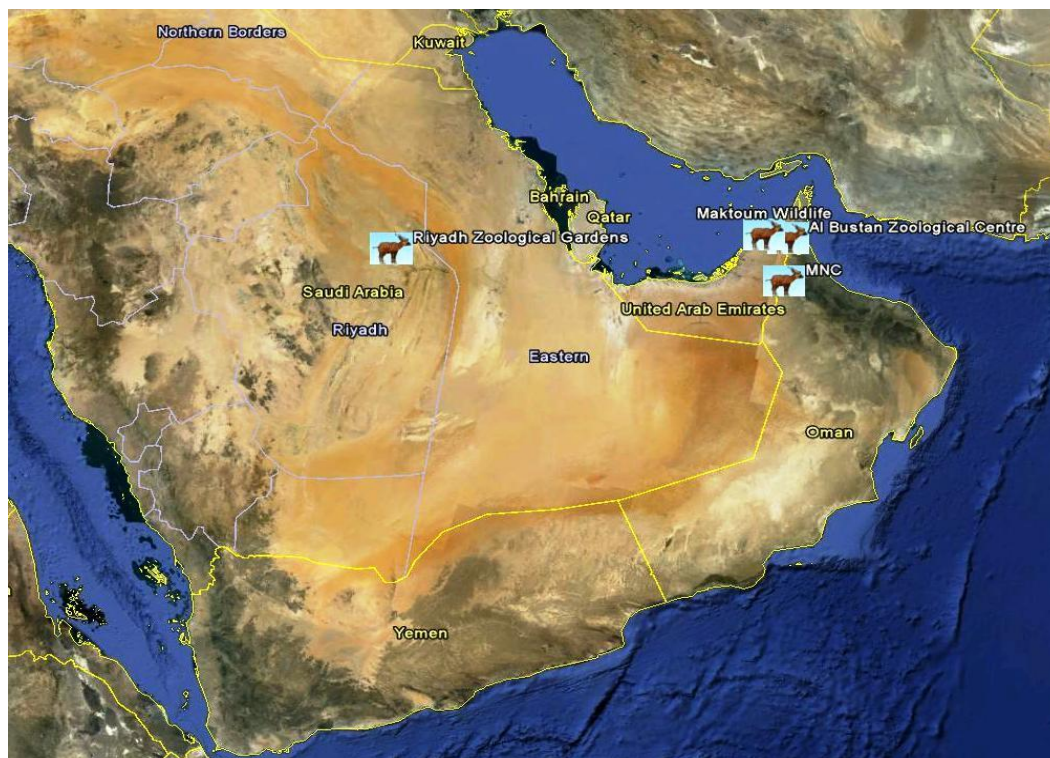 Northern Borders
Kuwait
Bahrain
Qatar
Maktoum Wildlife
Al Bustan Zoological Centre
Riyadh Zoological Gardens
MNC
Saudi Arabia
United Arab Emirates
Riyadh
Eastern
Oman
Yemen